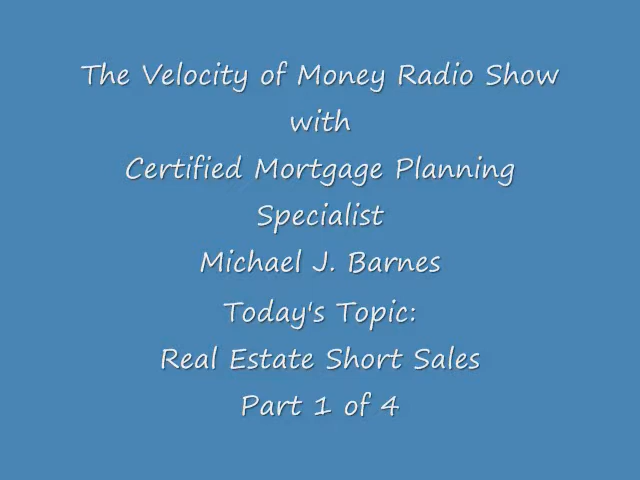 The Velocity of Money Radio Show
with
Certified Mortgage Planning
Specialist
Michael J. Barnes
Today's Topic:
Real Estate Short Sales
Part 1 of 4